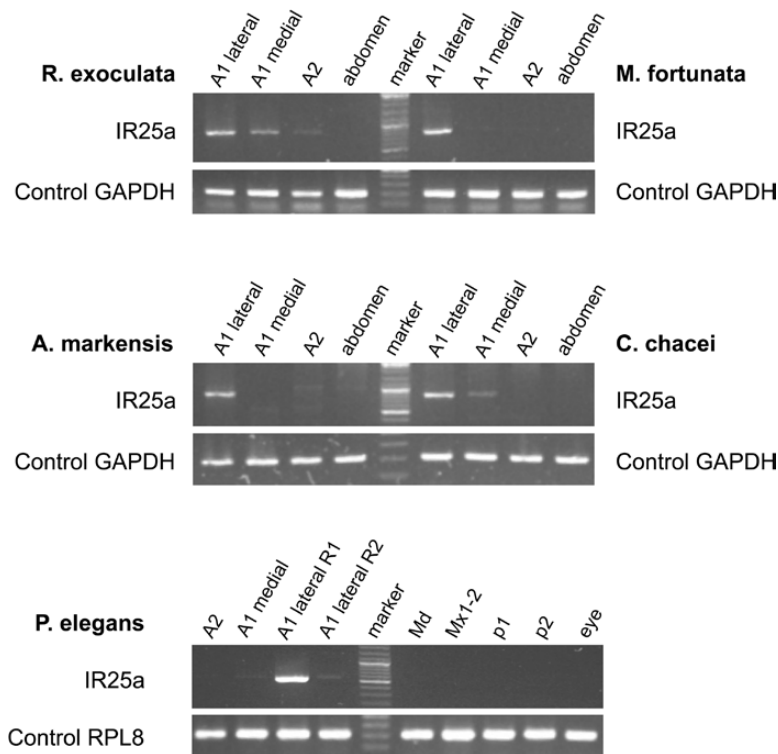 A1 lateral A1 medial A2 abdomen marker A1 lateral A1 medial A2 abdomen
R. exoculata M. fortunata
IR25a IR25a
Control GAPDH Control GAPDH
A1 lateral A1 medial A2 abdomen marker A1 lateral A1 medial A2 abdomen
A. markensis C. chacei
IR25a IR25a
Control GAPDH Control GAPDH
A2 A1 medial A1 lateral R1 A1 lateral R2 marker Md Mx1-2 p1 p2 eye
P. elegans
IR25a
Control RPL8